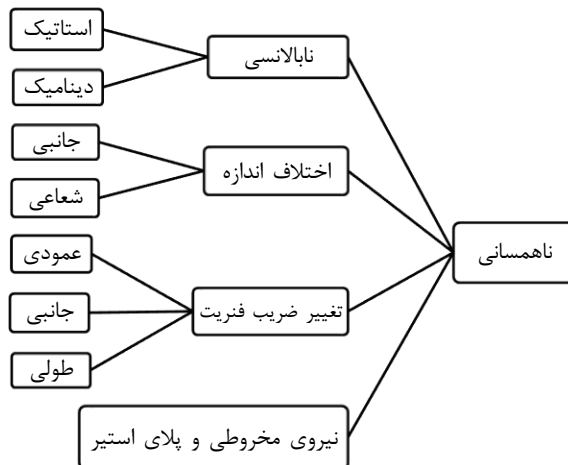 ناهمسانی
نابالانسی
استاتیک
دینامیک
اختلاف اندازه
جانبی
شعاعی
تغییر ضریب فنریت
عمودی
جانبی
طولی
نیروی مخروطی و پلای استیر